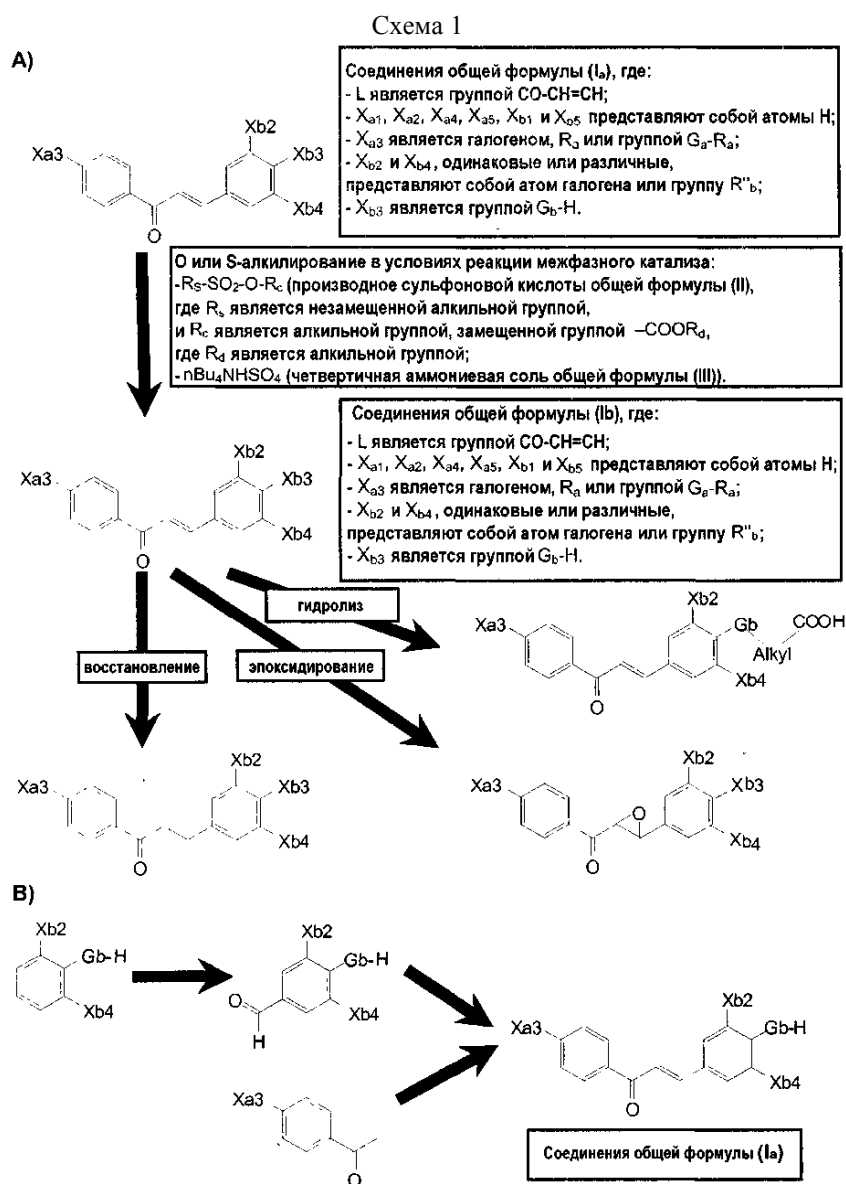 Схема 1
A)
Соединения общей формулы (Ia), где:
- L является группой CO-CH=CH;
- Xa1, Xa2, Xa4, Xa5, Xb1 и Xb5 представляют собой атомы H;
- Xa3 является галогеном, Ra или группой Ga-Ra;
- Xb2 и Xb4, одинаковые или различные,
представляют собой атом галогена или группу R''b;
- Xb3 является группой Gb-H.
Xa3
Xb2
Xb3
Xb4
O
О или S-алкилирование в условиях реакции межфазного катализа:
-RS-SO2-O-Rc (производное сульфоновой кислоты общей формулы (II),
где Rs является незамещенной алкильной группой,
и Rc является алкильной группой, замещенной группой –COORd,
где Rd является алкильной группой;
- nBu4NHSO4 (четвертичная аммониевая соль общей формулы (III)).
Соединения общей формулы (Ib), где:
- L является группой CO-CH=CH;
- Xa1, Xa2, Xa4, Xa5, Xb1 и Xb5 представляют собой атомы H;
- Xa3 является галогеном, Ra или группой Ga-Ra;
- Xb2 и Xb4, одинаковые или различные,
представляют собой атом галогена или группу R''b;
- Xb3 является группой Gb-H.
Xa3
Xb2
Xb3
Xb4
O
гидролиз
восстановление
эпоксидирование
Xa3
Xb2
Gb
COOH
Alkyl
Xb4
O
Xa3
Xb2
Xb3
Xb4
O
Xa3
Xb2
Xb3
O
Xb4
O
B)
Xb2
Gb-H
Xb4
Xb2
Gb-H
O
Xb4
H
Xa3
O
Xb2
Gb-H
Xa3
Xb4
O
Соединения общей формулы (Ia)